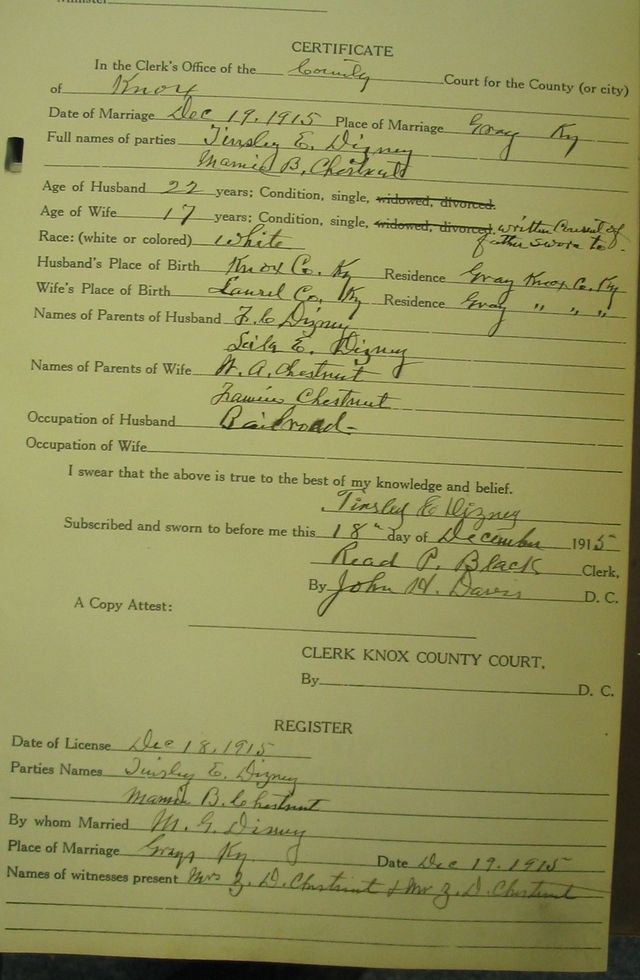 Minister
CERTIFICATE
In the Clerk's Office of the County Court for the County (or city)
of Knox
Date of Marriage Dec 19, 1915 Place of Marriage Gray Ky
Full names of parties Tinsley E. Dizney
Mamie B. Chestnut
Age of Husband 22 years; Condition, single, widowed, divorced.
Age of Wife 17 years; Condition, single, widowed, divorced, written Consent of
father sworn to.
Race: (white or colored) White
Husband's Place of Birth Knox Co. Ky Residence Gray Knox Co. Ky
Wife's Place of Birth Laurel Co. Ky Residence Gray " " "
Names of Parents of Husband F. C Dizney
Leila E. Dizney
Names of Parents of Wife W. A. Chestnut
Chestnut
Occupation of Husband Railroad
Occupation of Wife
I swear that the above is true to the best of my knowledge and belief.
Tinsley E Dizney
Subscribed and sworn to before me this 18" day of December 1915
Read P. Black Clerk,
By John H. Davis D. C.
A Copy Attest:
CLERK KNOX COUNTY COURT.
By D. C.
REGISTER
Date of License Dec 18, 1915
Parties Names Tinsley E. Dizney
Mamie B. Chestnut
By whom Married M. G. Disney
Place of Marriage Grays Ky. Date Dec 19, 1915
Names of witnesses present Mrs Z. D. Chestnut & Mr Z. D. Chestnut